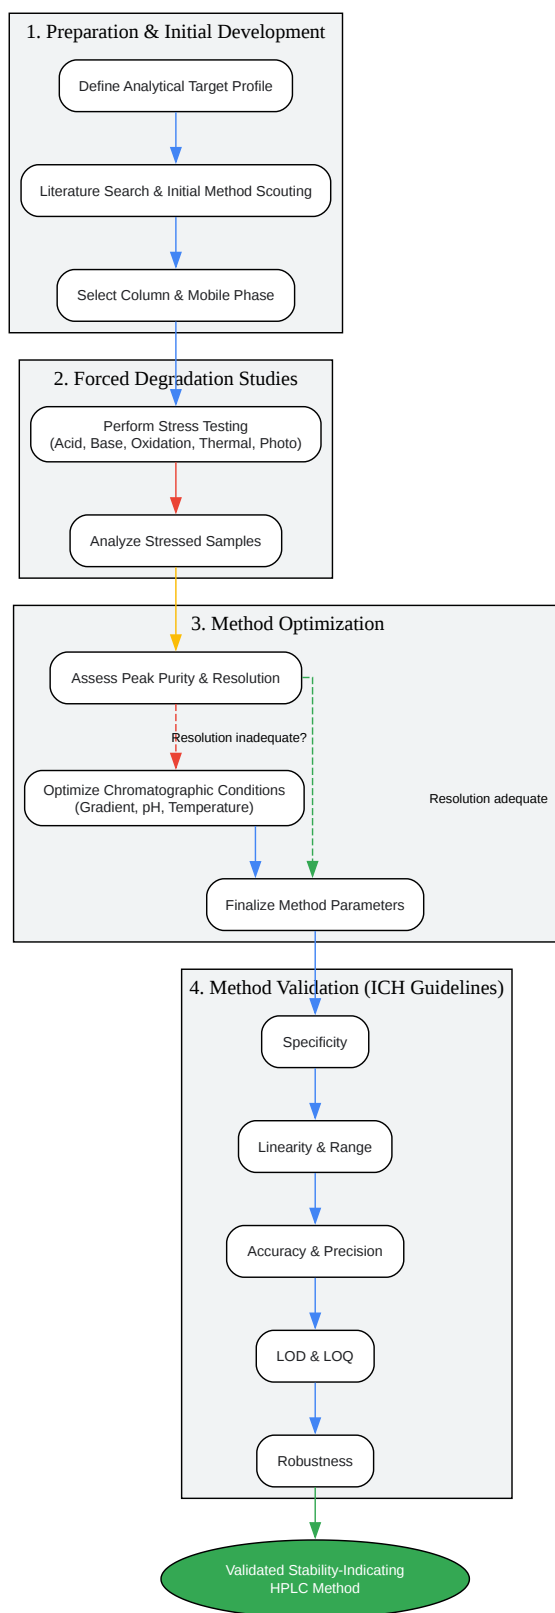 1. Preparation & Initial Development
Define Analytical Target Profile
Literature Search & Initial Method Scouting
Select Column & Mobile Phase
2. Forced Degradation Studies
Perform Stress Testing
(Acid, Base, Oxidation, Thermal, Photo)
Analyze Stressed Samples
3. Method Optimization
Assess Peak Purity & Resolution
Resolution inadequate?
Optimize Chromatographic Conditions
(Gradient, pH, Temperature)
Resolution adequate
Finalize Method Parameters
4. Method Validation (ICH Guidelines)
Specificity
Linearity & Range
Accuracy & Precision
LOD & LOQ
Robustness
Validated Stability-Indicating
HPLC Method